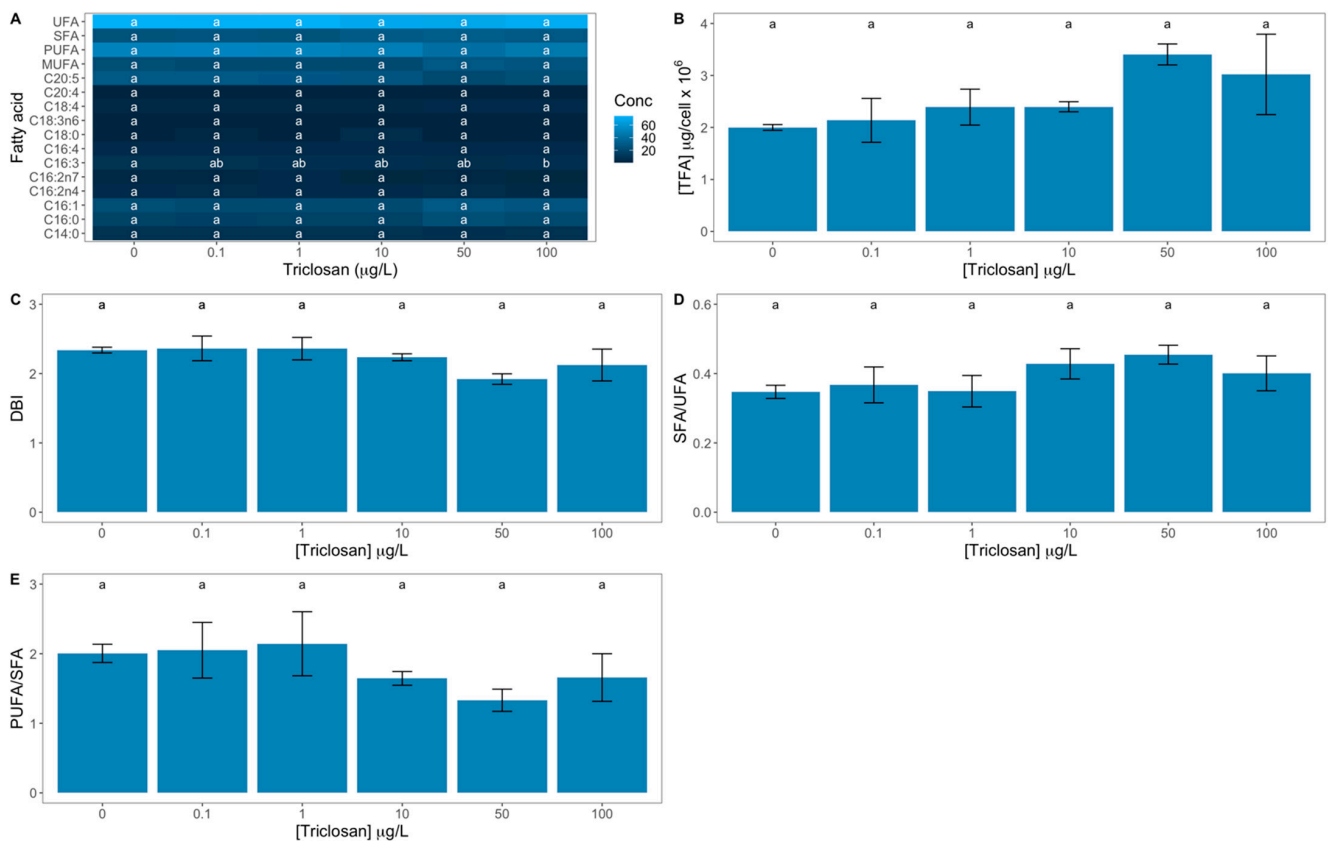 A
Fatty acid
UFA a a a a a a
SFA a a a a a a
PUFA a a a a a a
MUFA a a a a a a
C20:5 a a a a a a
C20:4 a a a a a a
C18:4 a a a a a a
C18:3n6 a a a a a a
C18:0 a a a a a a
C16:4 a a a a a a
C16:3 a ab ab ab ab b
C16:2n7 a a a a a a
C16:2n4 a a a a a a
C16:1 a a a a a a
C16:0 a a a a a a
C14:0 a a a a a a
0 0.1 1 10 50 100
Triclosan (μg/L)
Conc
60
40
20
B
[TFA] μg/cell x 10⁶
a a a a a a
3
2
1
0
0 0.1 1 10 50 100
[Triclosan] μg/L
C
DBI
a a a a a a
3
2
1
0
0 0.1 1 10 50 100
[Triclosan] μg/L
D
SFA/UFA
a a a a a a
0.6
0.4
0.2
0.0
0 0.1 1 10 50 100
[Triclosan] μg/L
E
PUFA/SFA
a a a a a a
3
2
1
0
0 0.1 1 10 50 100
[Triclosan] μg/L